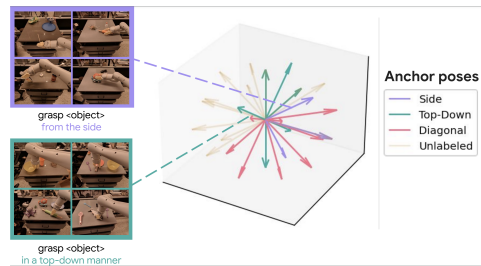 grasp <object>
from the side
grasp <object>
in a top-down manner
Anchor poses
Side
Top-Down
Diagonal
Unlabeled